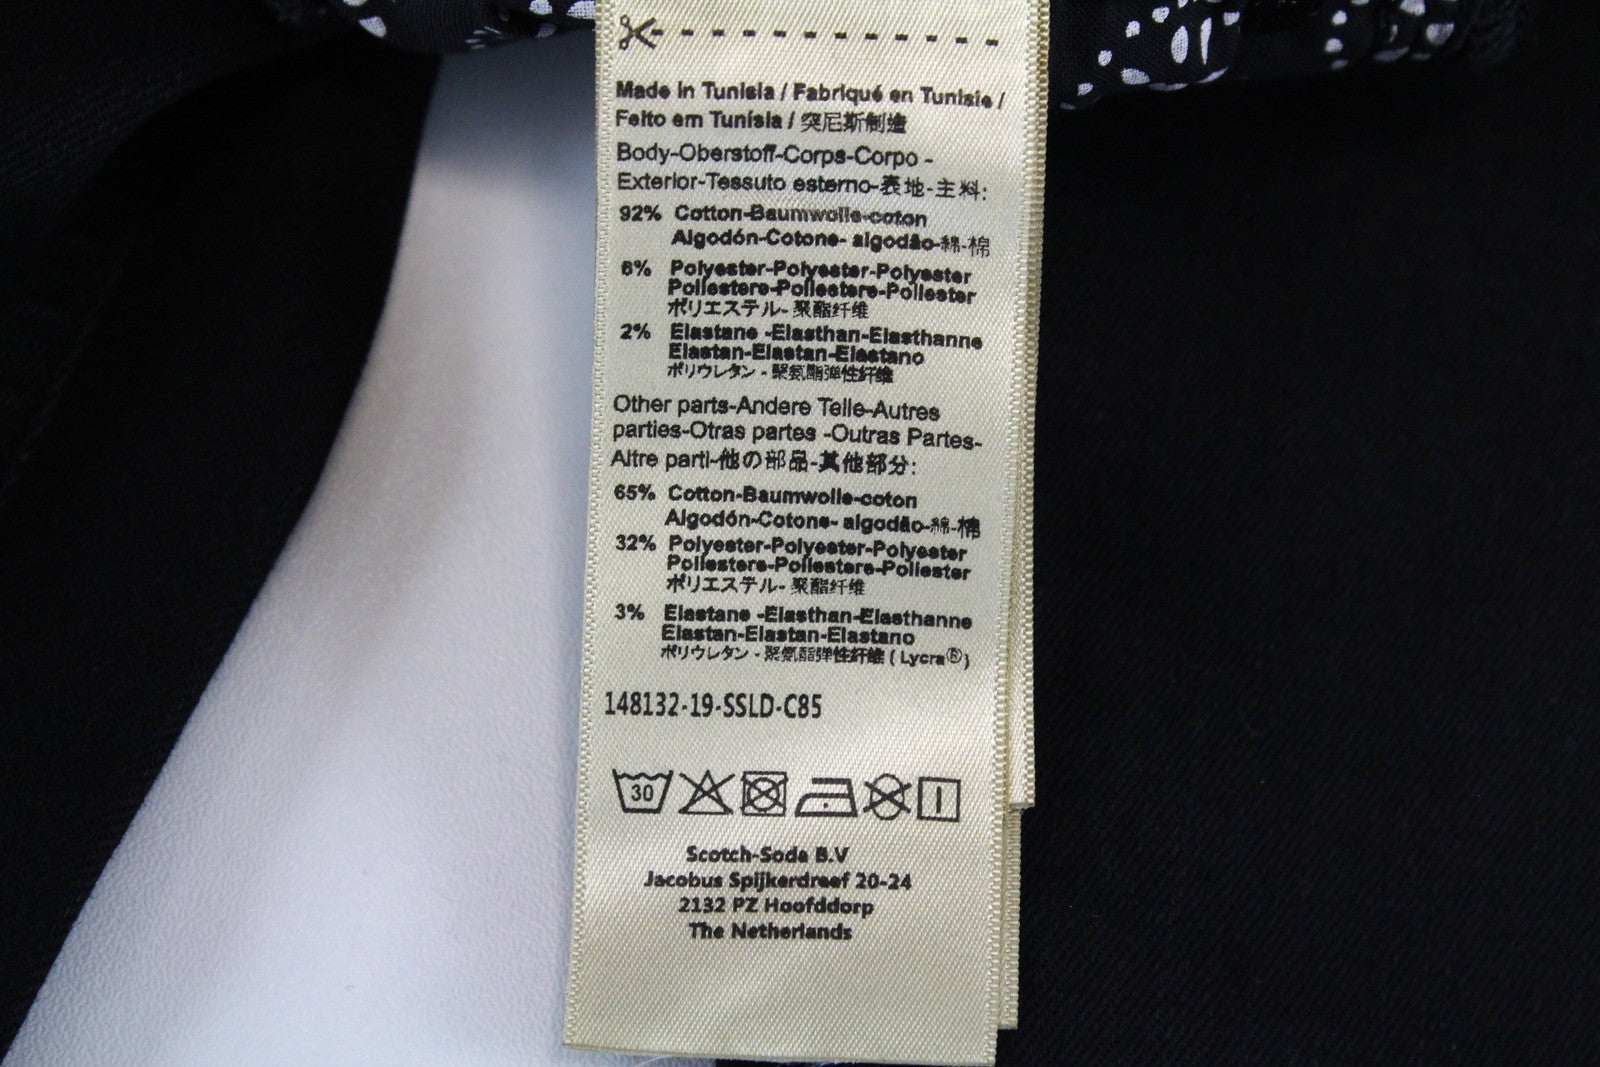 Made in Tunisia / Fabriqué en Tunisie /
Feito em Tunísia / 突尼斯制造
Body-Oberstoff-Corps-Corpo -
Exterior-Tessuto esterno-表地-主料:
92% Cotton-Baumwolle-coton
Algodón-Cotone- algodão-綿-棉
6% Polyester-Polyester-Polyester
Poliestere-Poliestere-Poliester
ポリエステル- 聚酯纤维
2% Elastane -Elasthan-Elasthanne
Elastan-Elastan-Elastano
ポリウレタン - 聚氨酯弹性纤维
Other parts-Andere Teile-Autres
parties-Otras partes -Outras Partes-
Altre parti-他の部品-其他部分:
65% Cotton-Baumwolle-coton
Algodón-Cotone- algodão-綿-棉
32% Polyester-Polyester-Polyester
Poliestere-Poliestere-Poliester
ポリエステル- 聚酯纤维
3% Elastane -Elasthan-Elasthanne
Elastan-Elastan-Elastano
ポリウレタン - 聚氨酯弹性纤维 ( Lycra®)
148132-19-SSLD-C85
30
Scotch-Soda B.V
Jacobus Spijkerdreef 20-24
2132 PZ Hoofddorp
The Netherlands